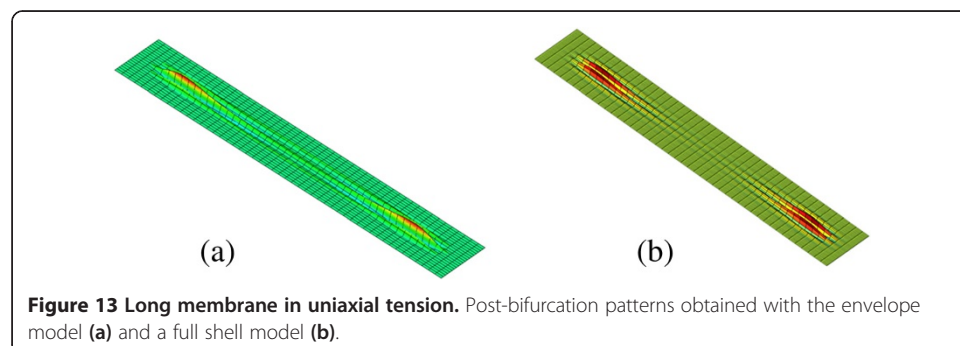 (a)
(b)
Figure 13 Long membrane in uniaxial tension. Post-bifurcation patterns obtained with the envelope
model (a) and a full shell model (b).